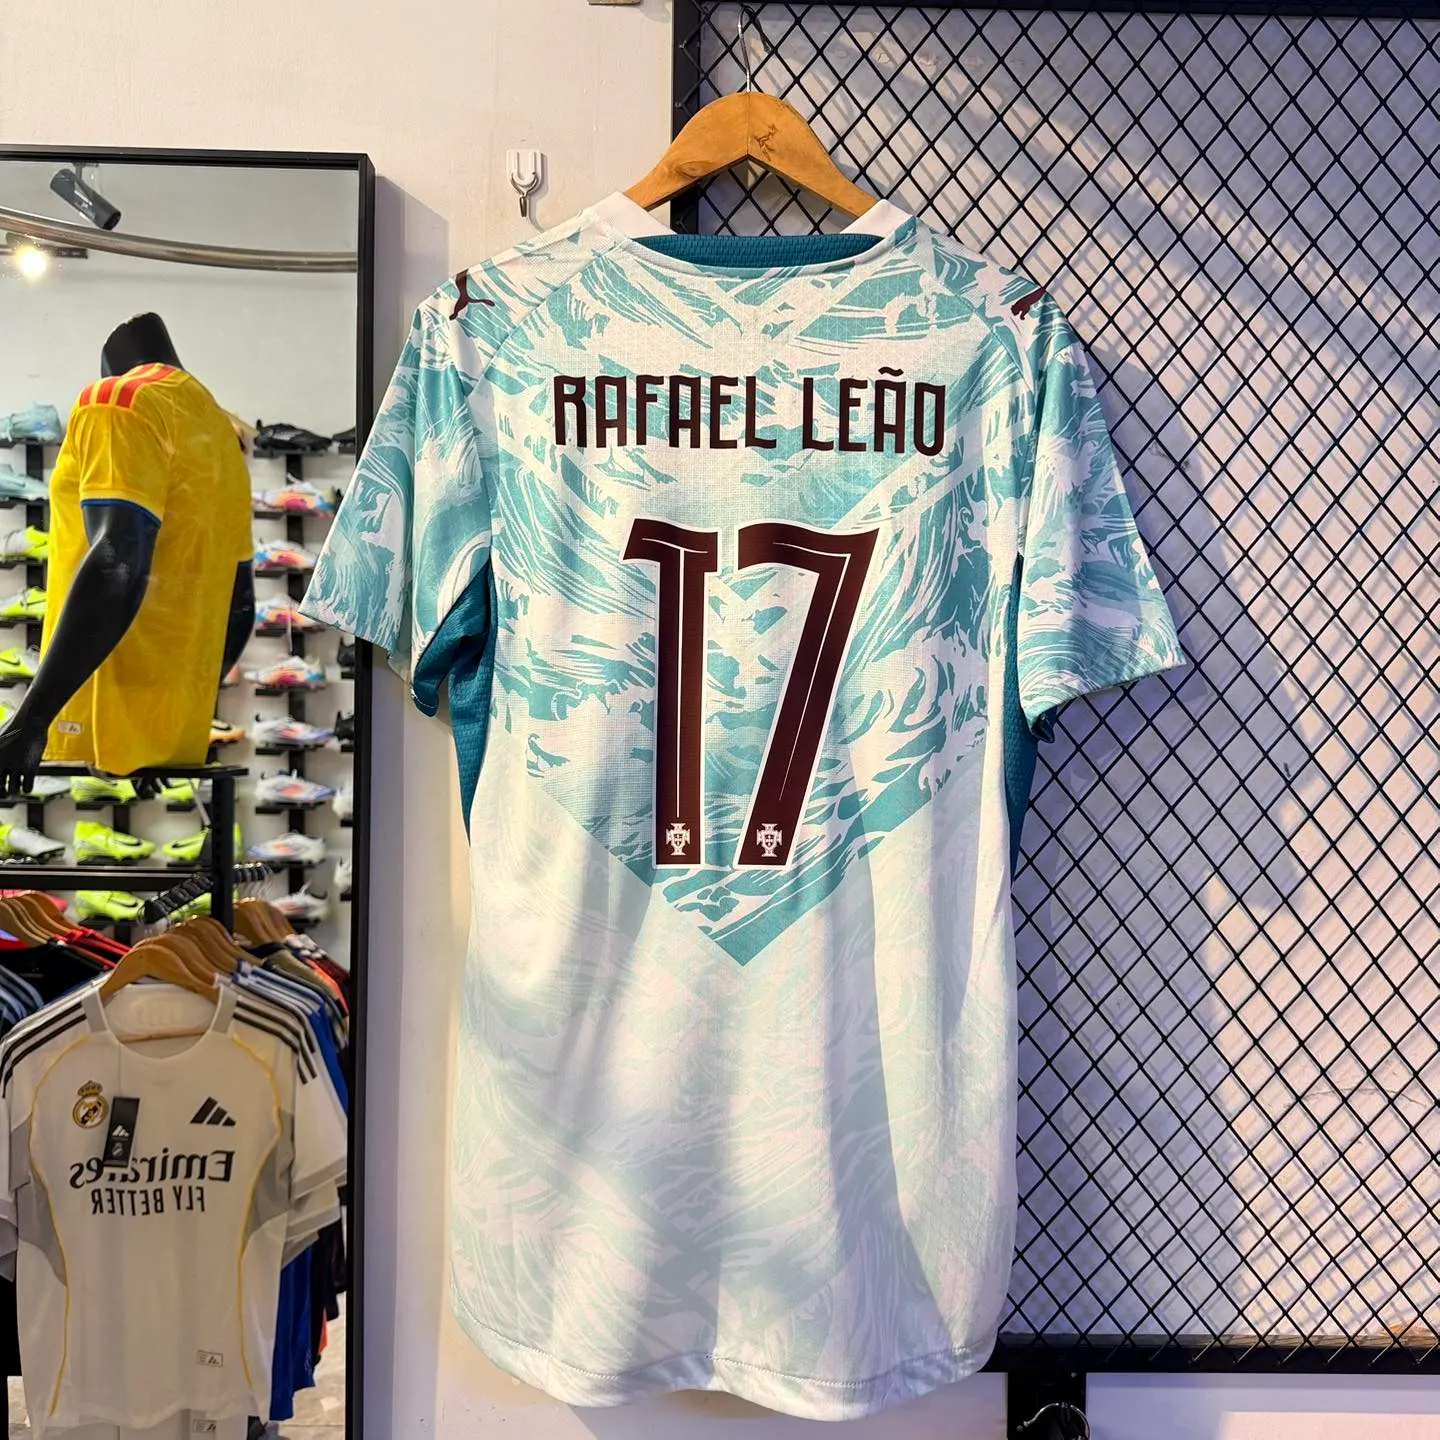 RAFAEL LEÃO
17
Emirates
FLY BETTER